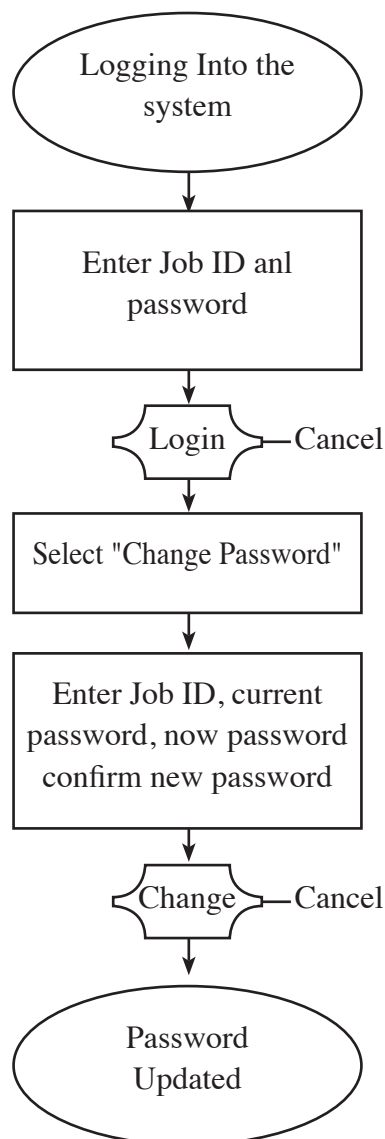 Logging Into the
system
Enter Job ID anl
password
Login
Cancel
Select "Change Password"
Enter Job ID, current
password, now password
confirm new password
Change
Cancel
Password
Updated